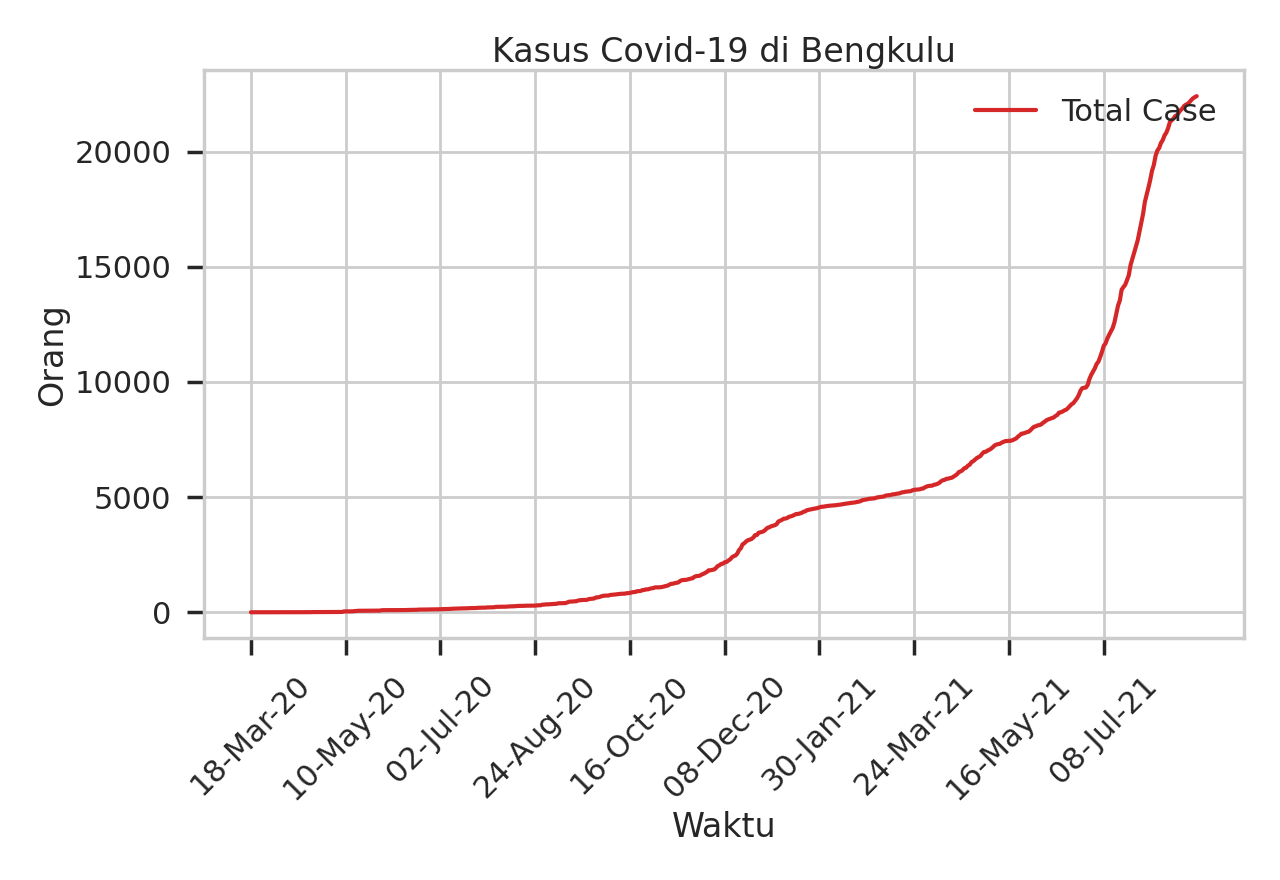 Kasus Covid-19 di Bengkulu
Total Case
Orang
20000
15000
10000
5000
0
18-Mar-20
10-May-20
02-Jul-20
24-Aug-20
16-Oct-20
08-Dec-20
30-Jan-21
24-Mar-21
16-May-21
08-Jul-21
Waktu